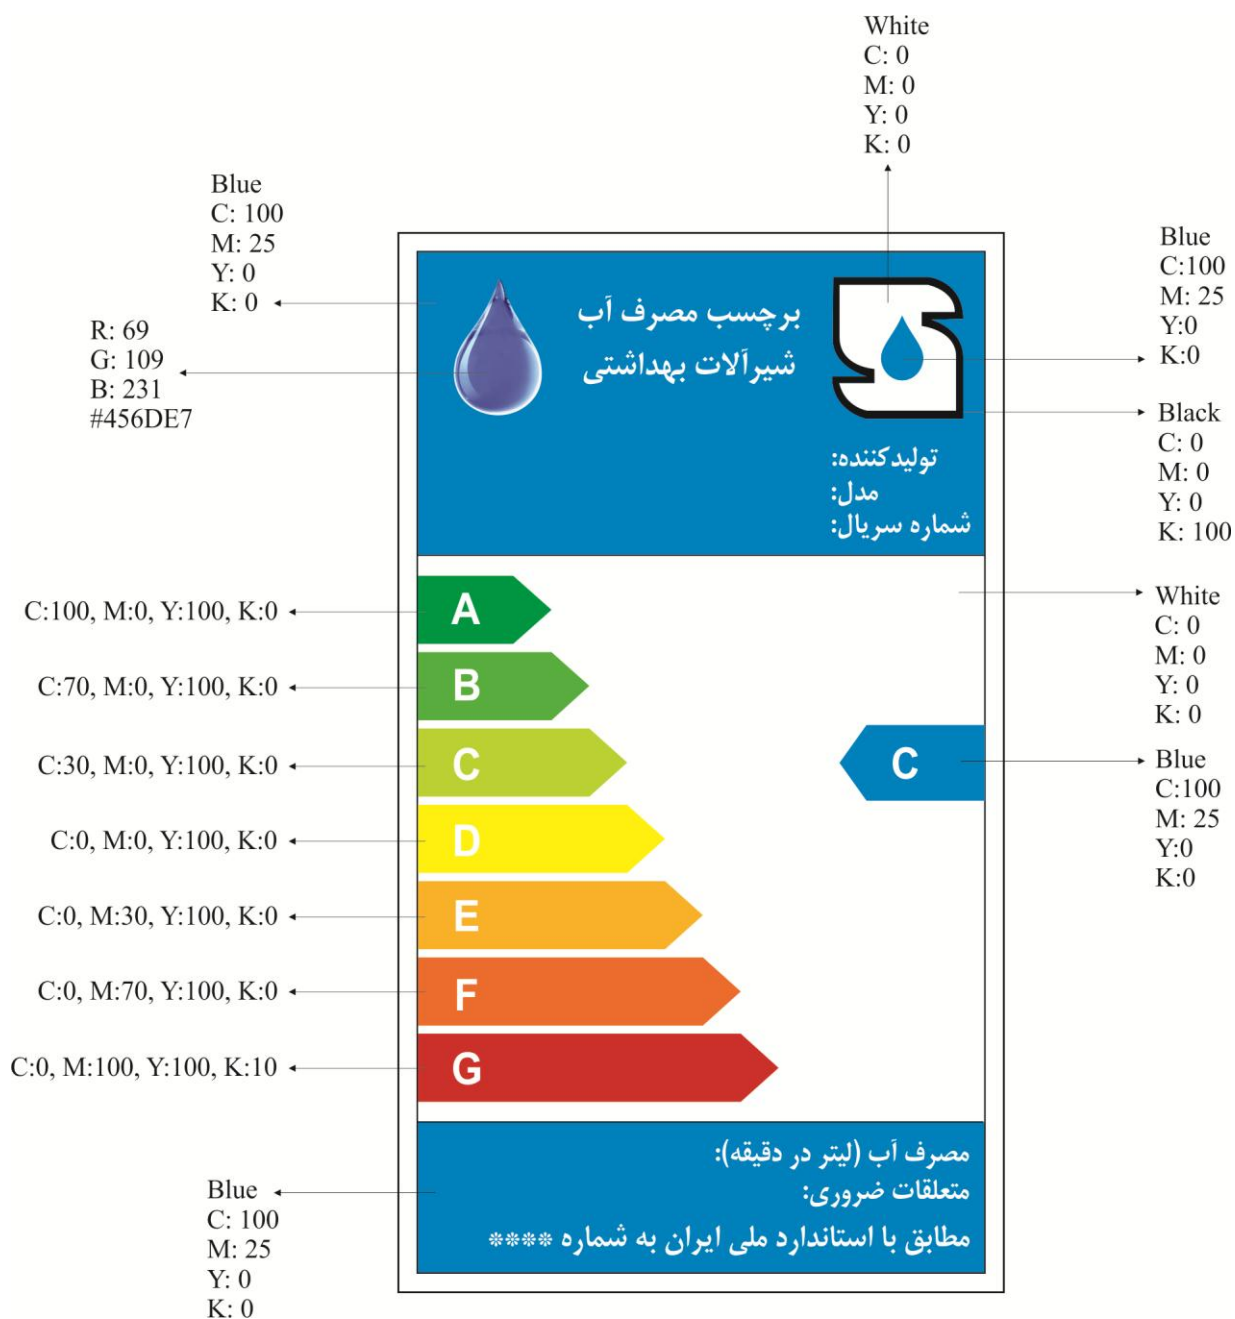 White
C: 0
M: 0
Y: 0
K: 0
Blue
C: 100
M: 25
Y: 0
K: 0
R: 69
G: 109
B: 231
#456DE7
برچسب مصرف آب
شیرآلات بهداشتی
تولیدکننده:
مدل:
شماره سریال:
Blue
C:100
M: 25
Y:0
K:0
Black
C: 0
M: 0
Y: 0
K: 100
C:100, M:0, Y:100, K:0
A
C:70, M:0, Y:100, K:0
B
C:30, M:0, Y:100, K:0
C
C:0, M:0, Y:100, K:0
D
C:0, M:30, Y:100, K:0
E
C:0, M:70, Y:100, K:0
F
C:0, M:100, Y:100, K:10
G
White
C: 0
M: 0
Y: 0
K: 0
C
Blue
C:100
M: 25
Y:0
K:0
مصرف آب (لیتر در دقیقه):
متعلقات ضروری:
مطابق با استاندارد ملی ایران به شماره ****
Blue
C: 100
M: 25
Y: 0
K: 0